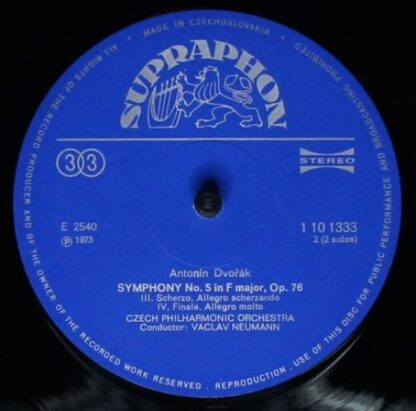 MADE IN CZECHOSLOVAKIA
ALL RIGHTS OF THE RECORD PRODUCER AND OF THE OWNER OF THE RECORDED WORK RESERVED . REPRODUCTION . USE OF THIS DISC FOR PUBLIC PERFORMANCE AND BROADCASTING PROHIBITED
SUPRAPHON
33
STEREO
E 2540
1 10 1333
℗ 1973
2 (2 sides)
Antonín Dvořák
SYMPHONY No. 5 in F major, Op. 76
III. Scherzo. Allegro scherzando
IV. Finale. Allegro molto
CZECH PHILHARMONIC ORCHESTRA
Conductor: VÁCLAV NEUMANN